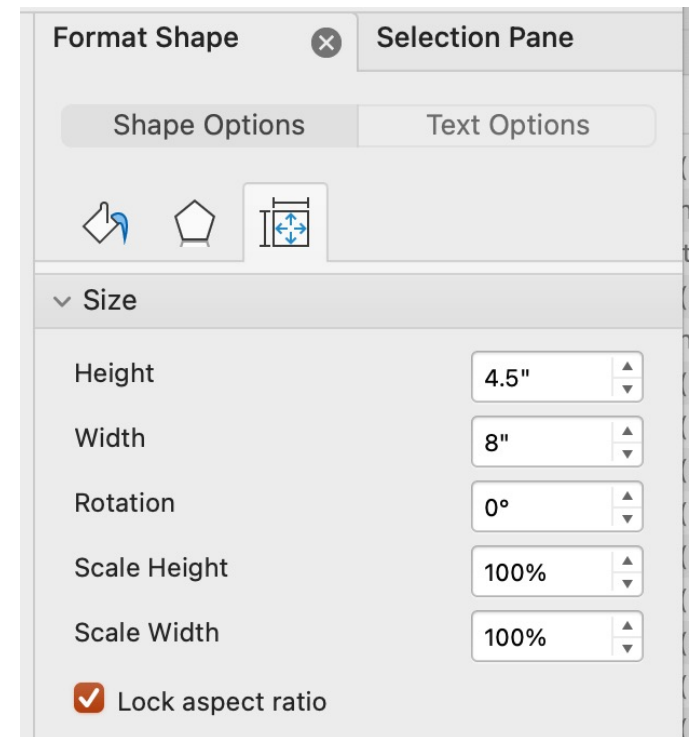 Format Shape Selection Pane
Shape Options Text Options
Size
Height 4.5"
Width 8"
Rotation 0°
Scale Height 100%
Scale Width 100%
Lock aspect ratio